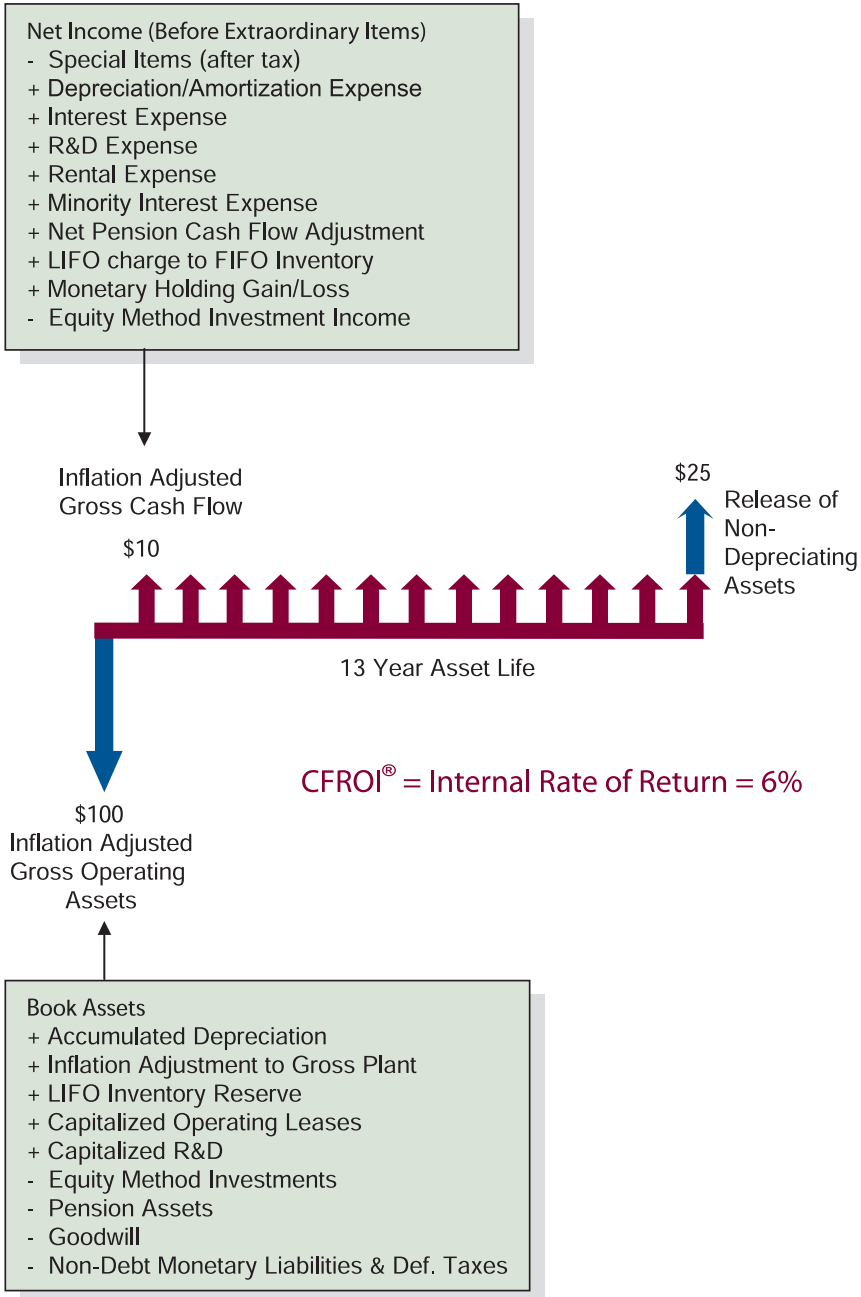 Net Income (Before Extraordinary Items)
- Special Items (after tax)
+ Depreciation/Amortization Expense
+ Interest Expense
+ R&D Expense
+ Rental Expense
+ Minority Interest Expense
+ Net Pension Cash Flow Adjustment
+ LIFO charge to FIFO Inventory
+ Monetary Holding Gain/Loss
- Equity Method Investment Income
Inflation Adjusted
Gross Cash Flow
$10
$25
Release of
Non-
Depreciating
Assets
13 Year Asset Life
CFROI® = Internal Rate of Return = 6%
$100
Inflation Adjusted
Gross Operating
Assets
Book Assets
+ Accumulated Depreciation
+ Inflation Adjustment to Gross Plant
+ LIFO Inventory Reserve
+ Capitalized Operating Leases
+ Capitalized R&D
- Equity Method Investments
- Pension Assets
- Goodwill
- Non-Debt Monetary Liabilities & Def. Taxes